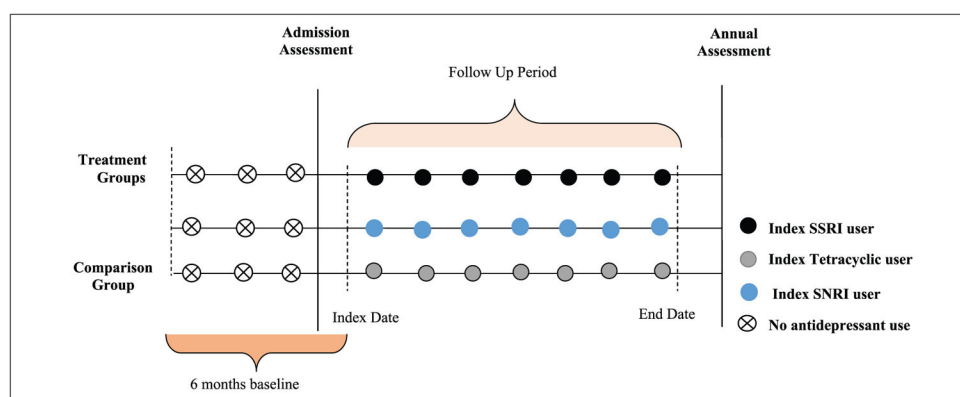 Admission
Assessment
Annual
Assessment
Follow Up Period
Treatment
Groups
Comparison
Group
Index Date
End Date
6 months baseline
Index SSRI user
Index Tetracyclic user
Index SNRI user
No antidepressant use